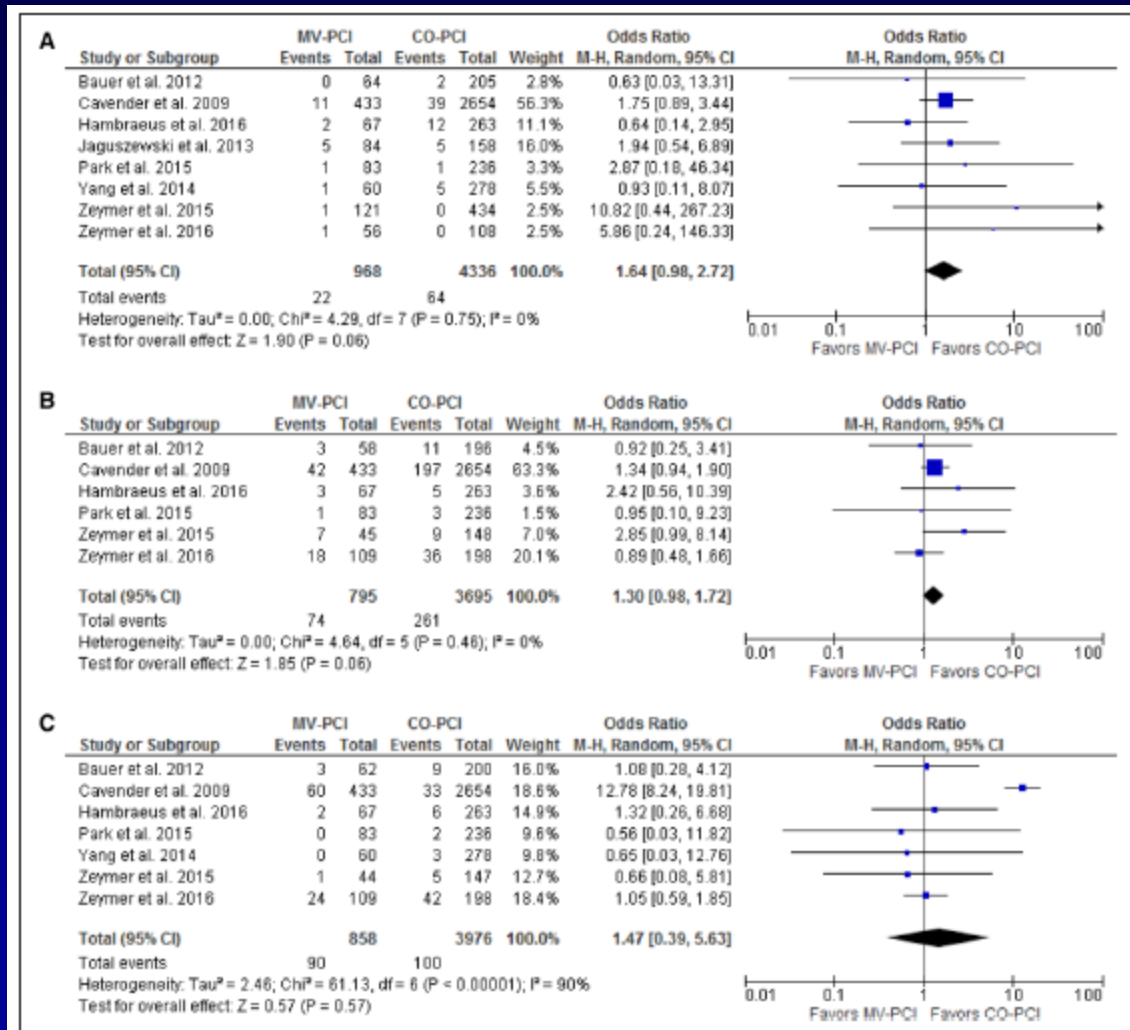 A
MV-PCI CO-PCI Odds Ratio Odds Ratio
Study or Subgroup Events Total Events Total Weight M-H, Random, 95% CI M-H, Random, 95% CI
Bauer et al. 2012 0 64 2 205 2.8% 0.63 [0.03, 13.31]
Cavender et al. 2009 11 433 39 2654 56.3% 1.75 [0.89, 3.44]
Hambraeus et al. 2016 2 67 12 263 11.1% 0.64 [0.14, 2.95]
Jaguszewski et al. 2013 5 84 5 158 16.0% 1.94 [0.54, 6.89]
Park et al. 2015 1 83 1 236 3.3% 2.87 [0.18, 46.34]
Yang et al. 2014 1 60 5 278 5.5% 0.93 [0.11, 8.07]
Zeymer et al. 2015 1 121 0 434 2.5% 10.82 [0.44, 267.23]
Zeymer et al. 2016 1 56 0 108 2.5% 5.86 [0.24, 146.33]
Total (95% CI) 968 4336 100.0% 1.64 [0.98, 2.72]
Total events 22 64
Heterogeneity: Tau² = 0.00; Chi² = 4.29, df = 7 (P = 0.75); I² = 0%
Test for overall effect: Z = 1.90 (P = 0.06)
0.01 0.1 1 10 100
Favors MV-PCI Favors CO-PCI
B
MV-PCI CO-PCI Odds Ratio Odds Ratio
Study or Subgroup Events Total Events Total Weight M-H, Random, 95% CI M-H, Random, 95% CI
Bauer et al. 2012 3 58 11 196 4.5% 0.92 [0.25, 3.41]
Cavender et al. 2009 42 433 197 2654 63.3% 1.34 [0.94, 1.90]
Hambraeus et al. 2016 3 67 5 263 3.6% 2.42 [0.56, 10.39]
Park et al. 2015 1 83 3 236 1.5% 0.95 [0.10, 9.23]
Zeymer et al. 2015 7 45 9 148 7.0% 2.85 [0.99, 8.14]
Zeymer et al. 2016 18 109 36 198 20.1% 0.89 [0.48, 1.66]
Total (95% CI) 795 3695 100.0% 1.30 [0.98, 1.72]
Total events 74 261
Heterogeneity: Tau² = 0.00; Chi² = 4.64, df = 5 (P = 0.46); I² = 0%
Test for overall effect: Z = 1.85 (P = 0.06)
0.01 0.1 1 10 100
Favors MV-PCI Favors CO-PCI
C
MV-PCI CO-PCI Odds Ratio Odds Ratio
Study or Subgroup Events Total Events Total Weight M-H, Random, 95% CI M-H, Random, 95% CI
Bauer et al. 2012 3 62 9 200 16.0% 1.08 [0.28, 4.12]
Cavender et al. 2009 60 433 33 2654 18.6% 12.78 [8.24, 19.81]
Hambraeus et al. 2016 2 67 6 263 14.9% 1.32 [0.26, 6.68]
Park et al. 2015 0 83 2 236 9.6% 0.56 [0.03, 11.82]
Yang et al. 2014 0 60 3 278 9.8% 0.65 [0.03, 12.76]
Zeymer et al. 2015 1 44 5 147 12.7% 0.66 [0.08, 5.81]
Zeymer et al. 2016 24 109 42 198 18.4% 1.05 [0.59, 1.85]
Total (95% CI) 858 3976 100.0% 1.47 [0.39, 5.63]
Total events 90 100
Heterogeneity: Tau² = 2.46; Chi² = 61.13, df = 6 (P < 0.00001); I² = 90%
Test for overall effect: Z = 0.57 (P = 0.57)
0.01 0.1 1 10 100
Favors MV-PCI Favors CO-PCI